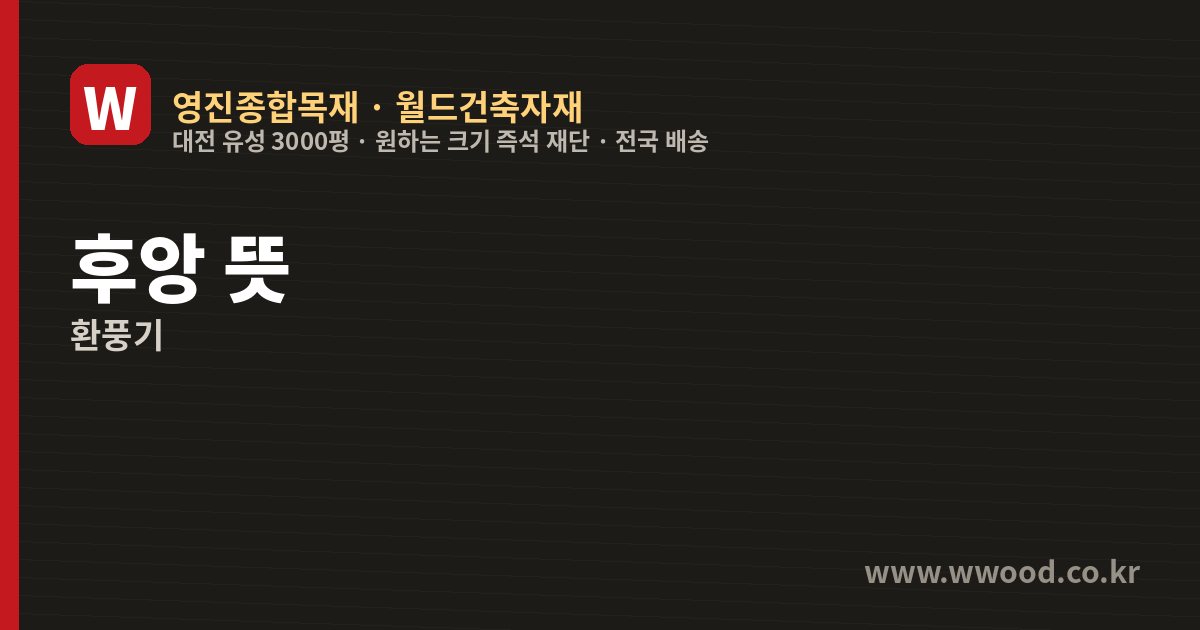 W
영진종합목재 · 월드건축자재
대전 유성 3000평 · 원하는 크기 즉석 재단 · 전국 배송
후앙 뜻
환풍기
www.wwood.co.kr